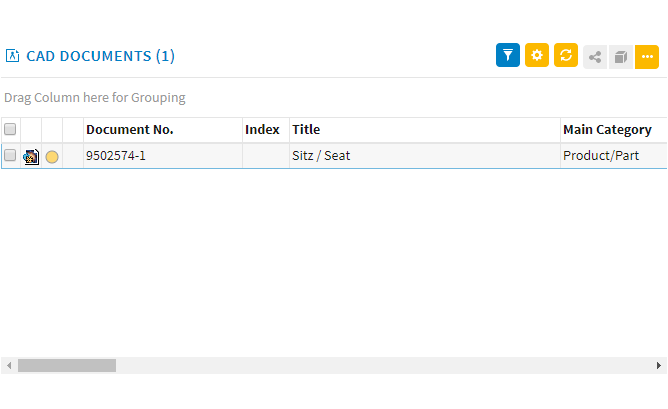 CAD DOCUMENTS (1)
Drag Column here for Grouping
Document No. Index Title Main Category
9502574-1 Sitz / Seat Product/Part